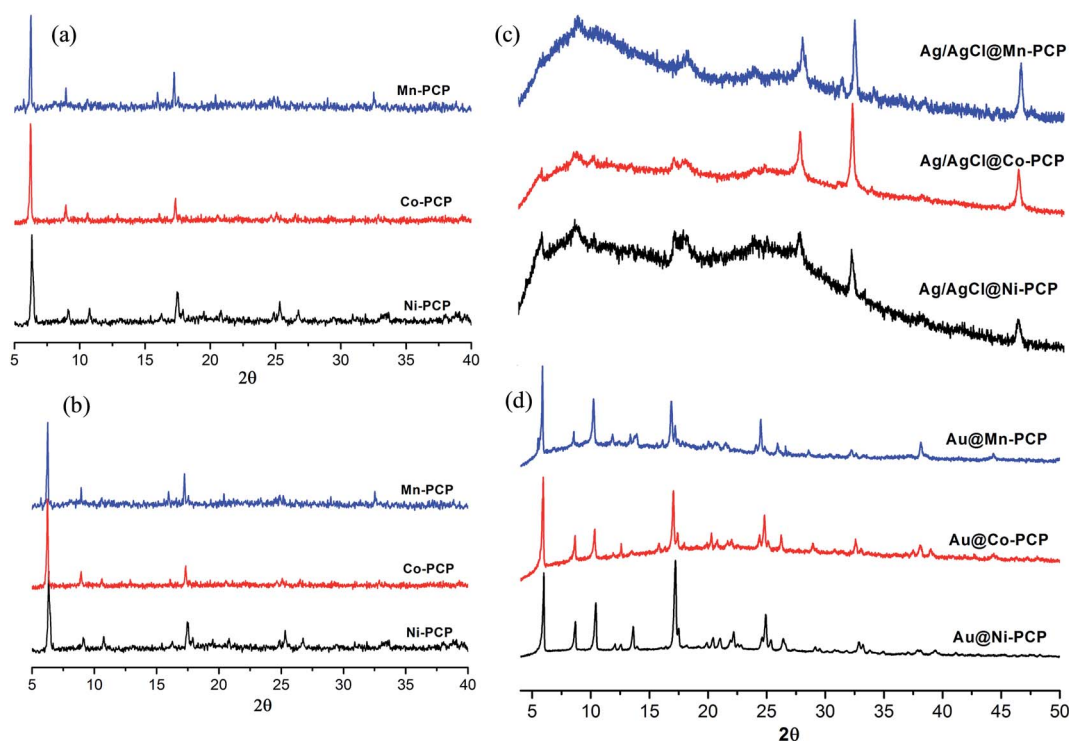 (a)
Mn-PCP
Co-PCP
Ni-PCP
5 10 15 20 25 30 35 40
2θ
(b)
Mn-PCP
Co-PCP
Ni-PCP
5 10 15 20 25 30 35 40
2θ
(c)
Ag/AgCl@Mn-PCP
Ag/AgCl@Co-PCP
Ag/AgCl@Ni-PCP
(d)
Au@Mn-PCP
Au@Co-PCP
Au@Ni-PCP
5 10 15 20 25 30 35 40 45 50
2θ